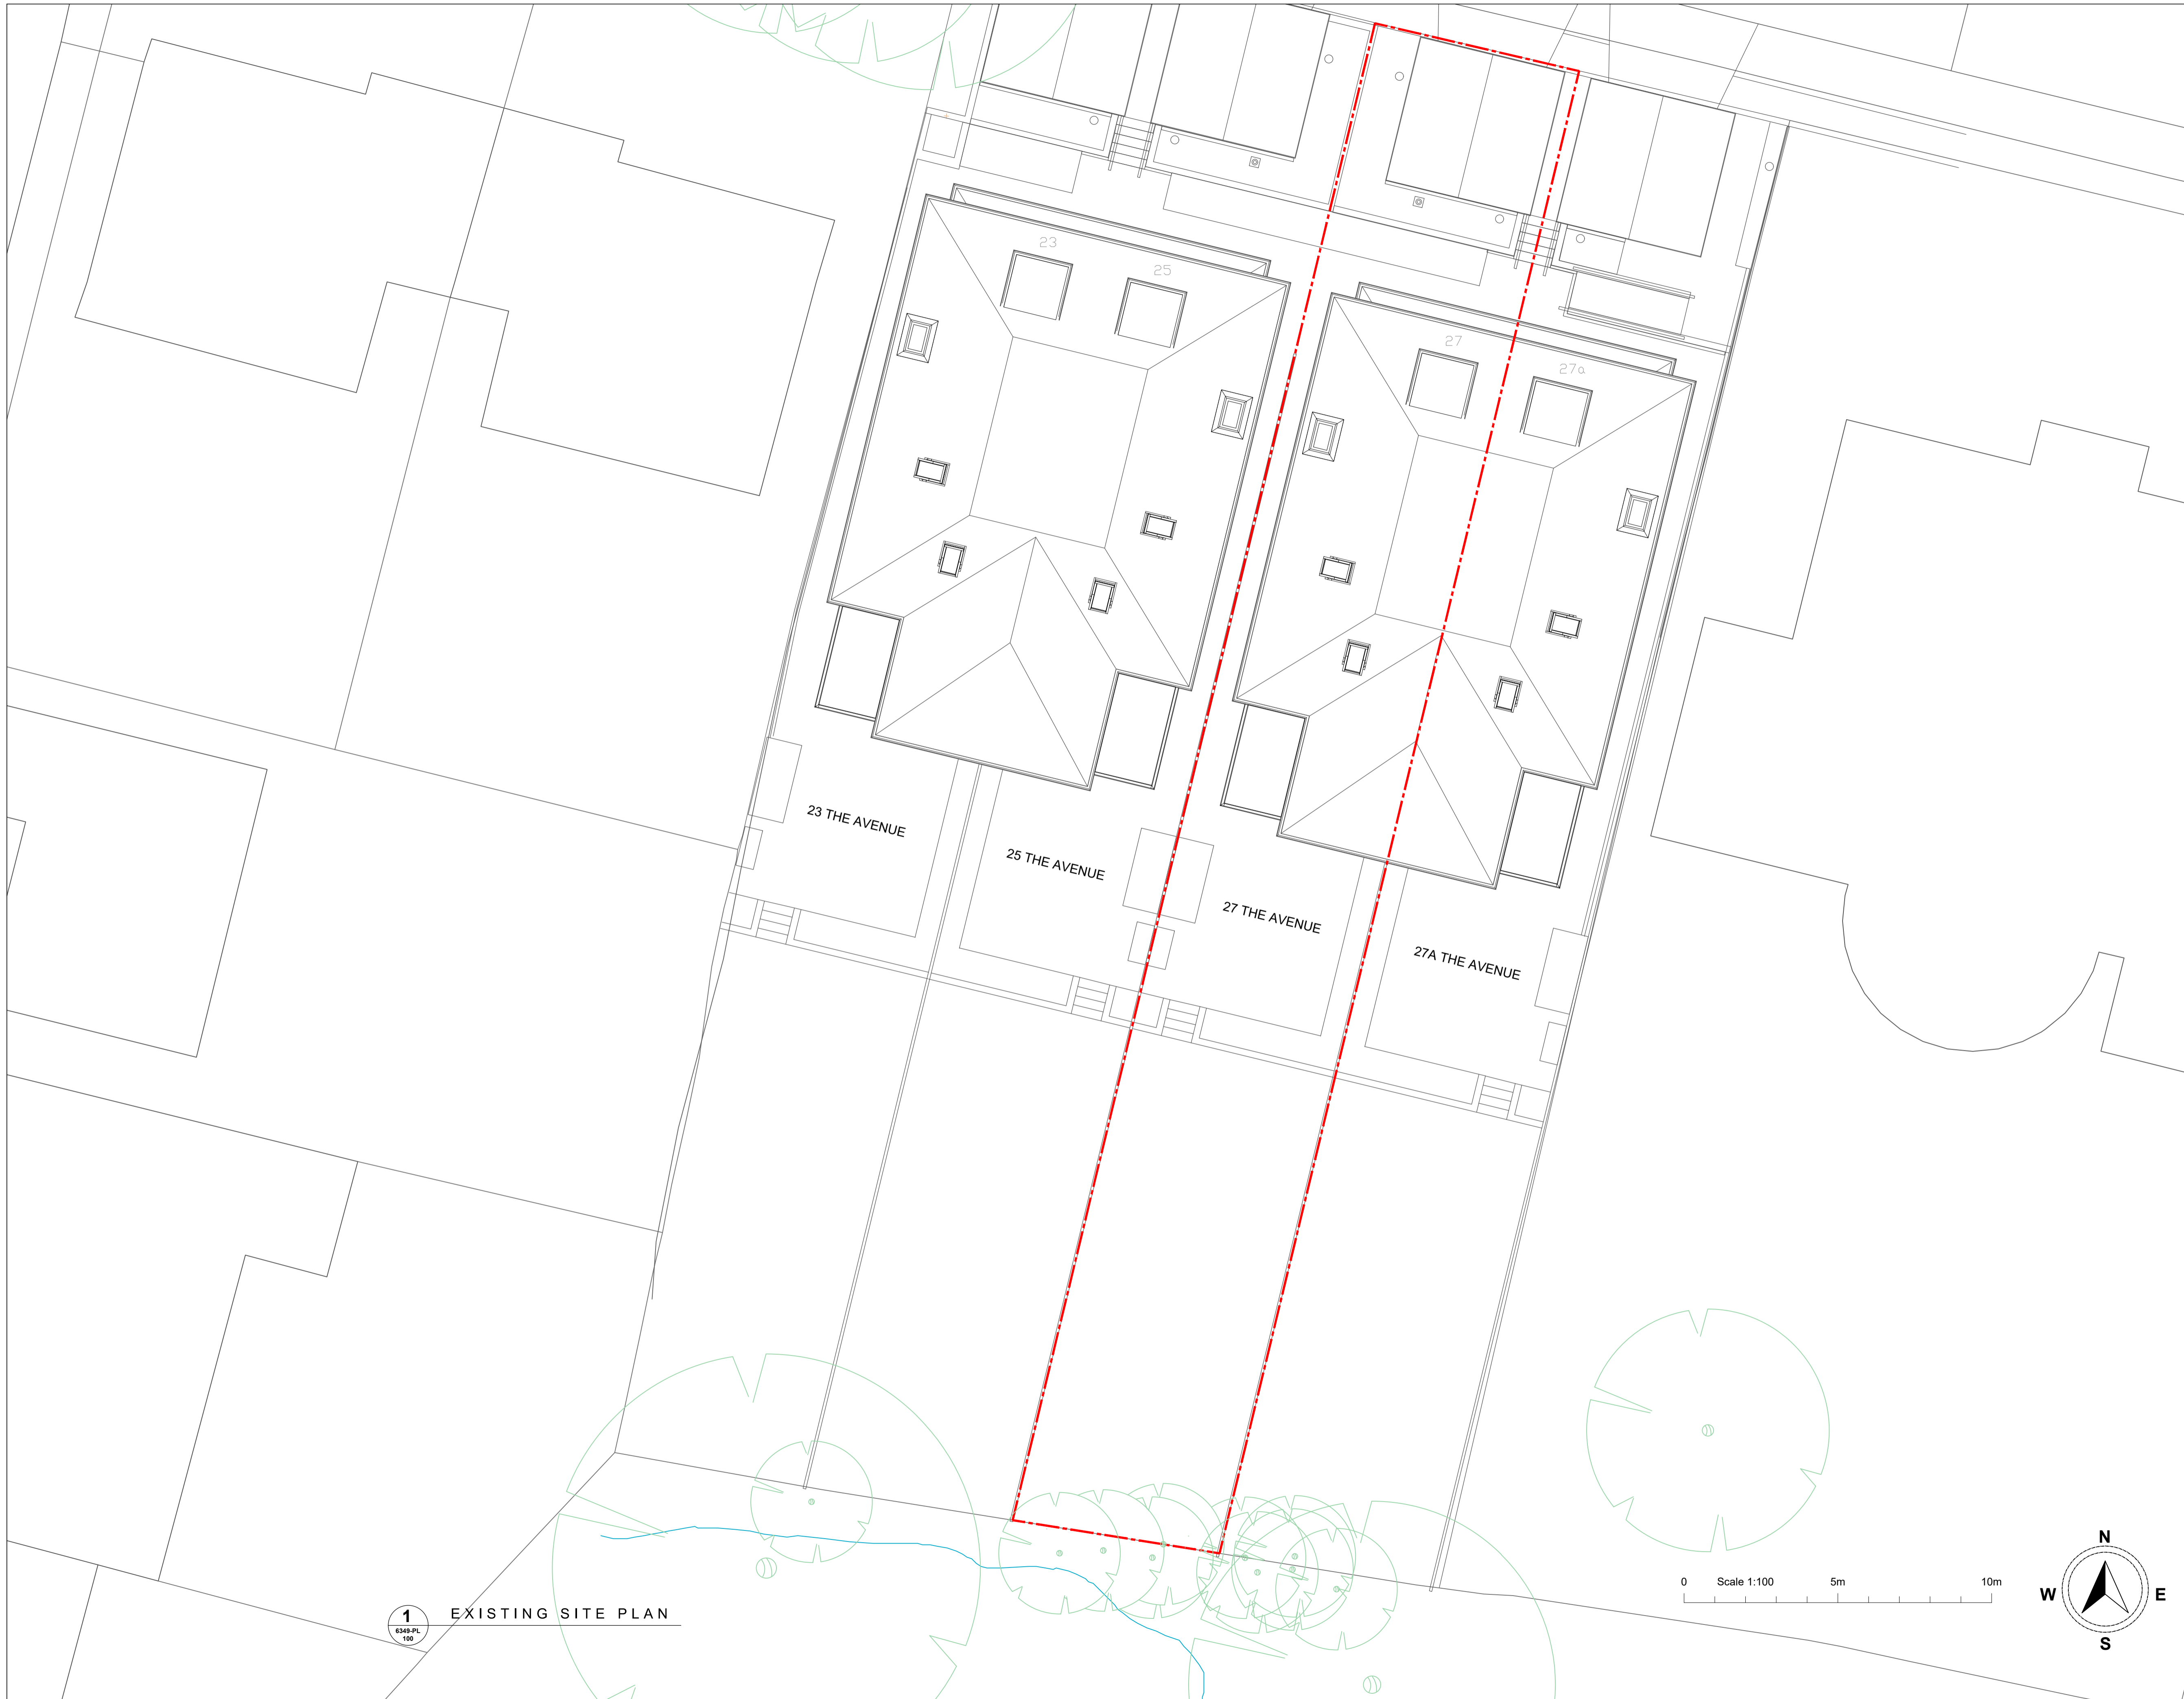 23
25
27
27a
23 THE AVENUE
25 THE AVENUE
27 THE AVENUE
27A THE AVENUE
N
W
E
S
0 Scale 1:100 5m 10m
1
6349-PL
100
EXISTING SITE PLAN